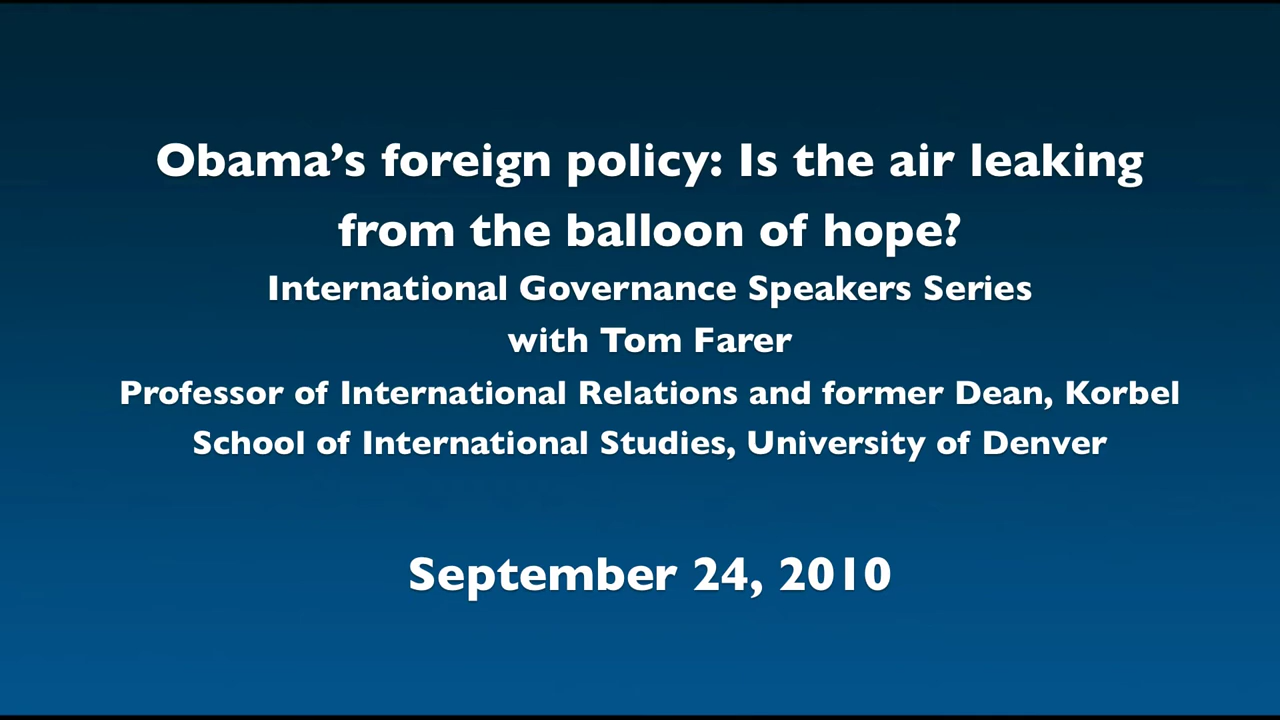 Obama’s foreign policy: Is the air leaking
from the balloon of hope?
International Governance Speakers Series
with Tom Farer
Professor of International Relations and former Dean, Korbel
School of International Studies, University of Denver
September 24, 2010